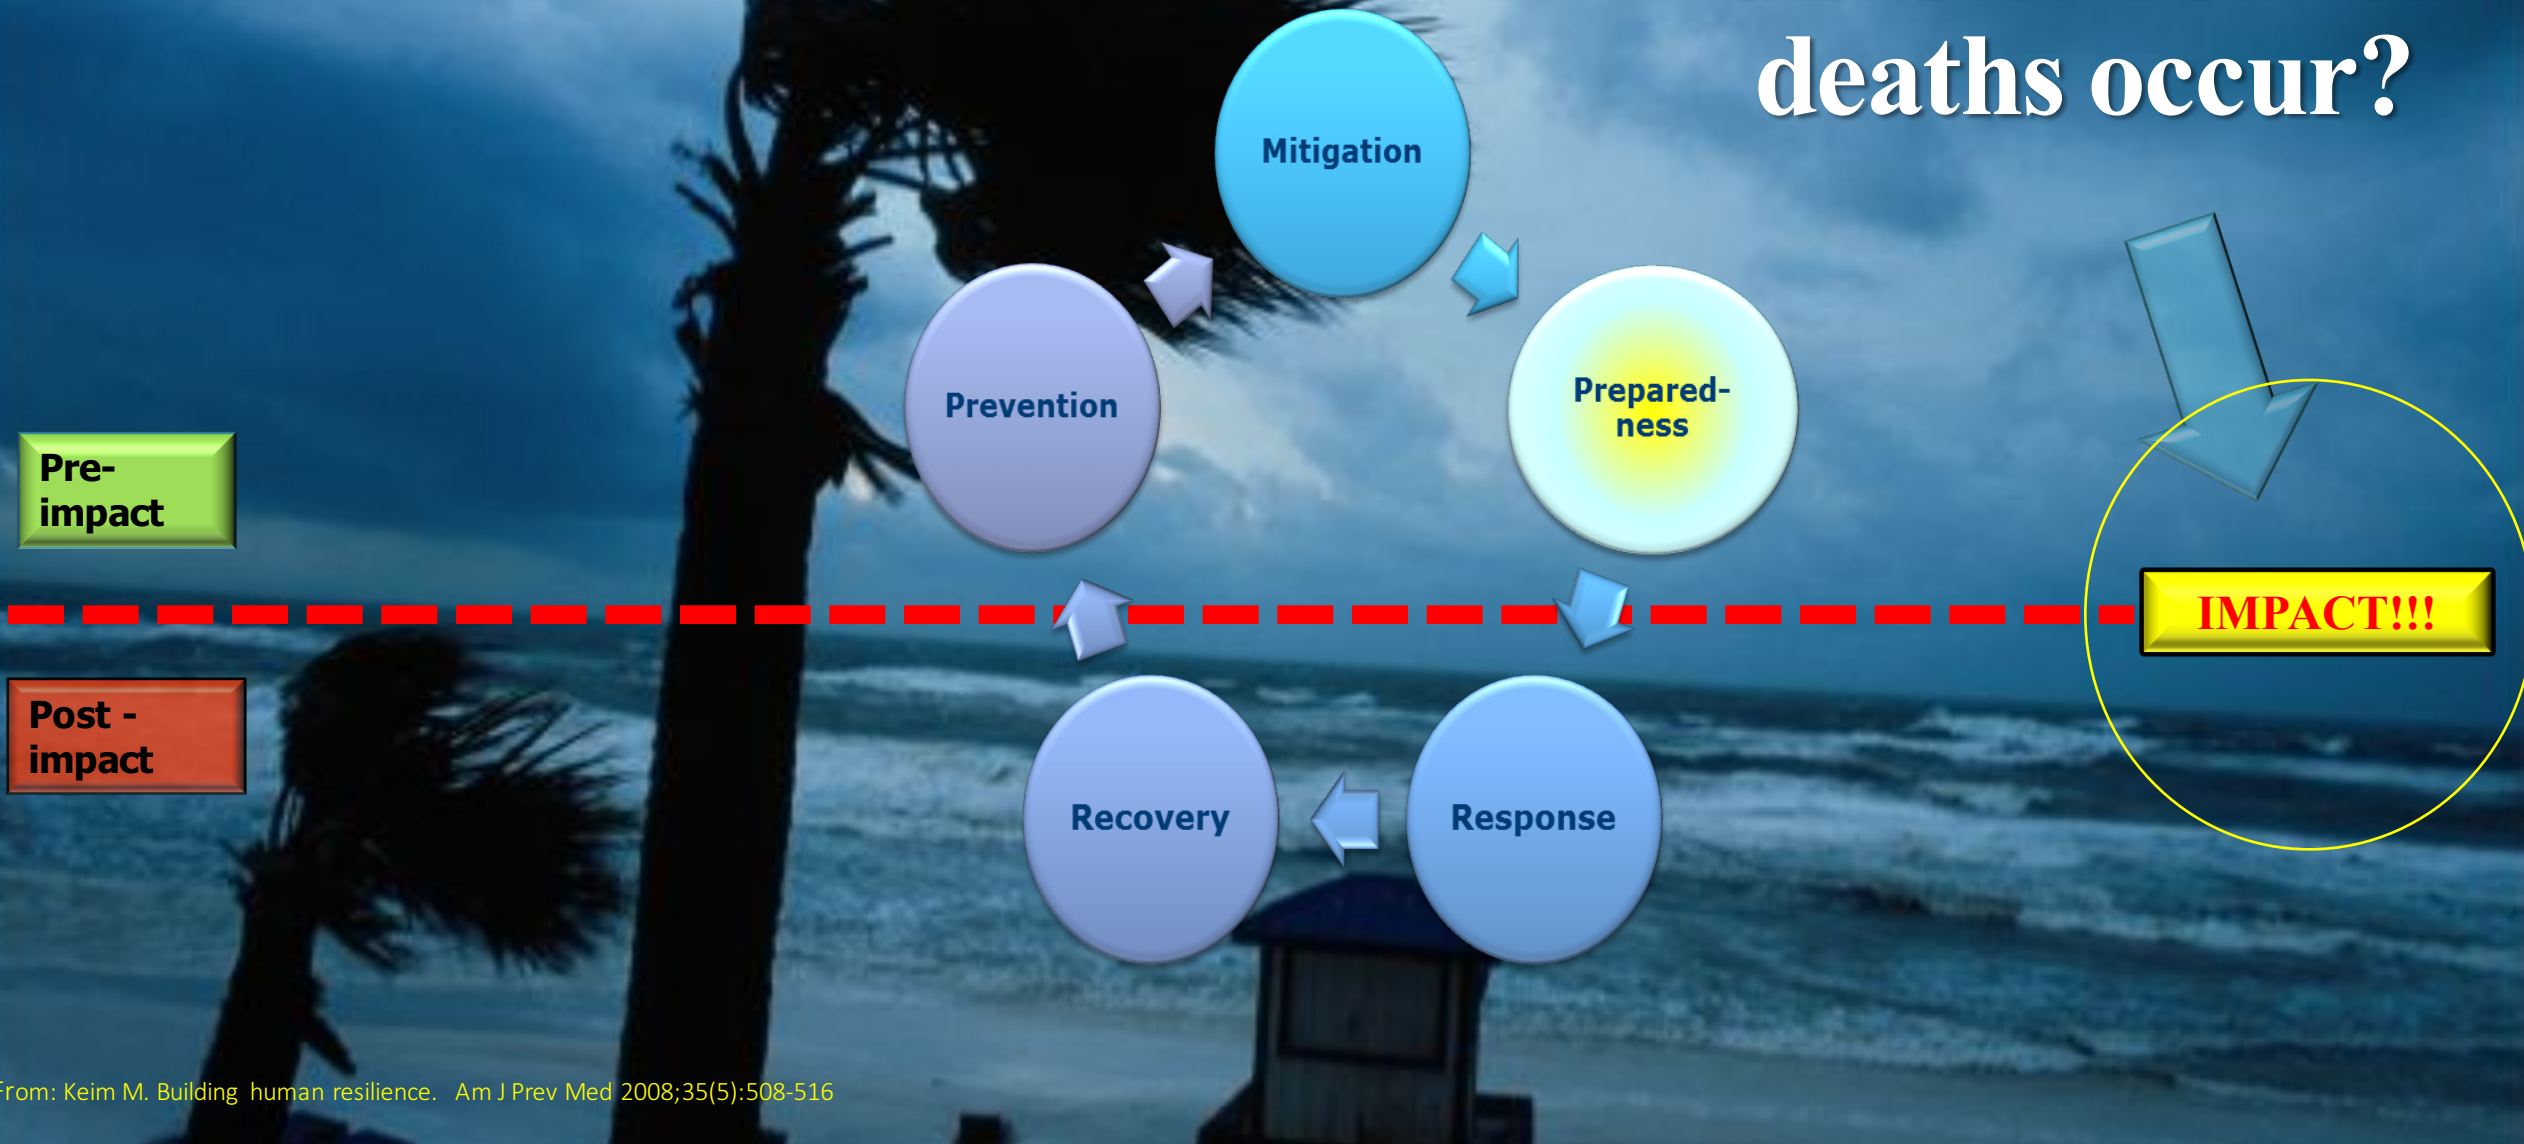 deaths occur?
Mitigation
Prevention
Prepared-
ness
Pre-
impact
IMPACT!!!
Post -
impact
Recovery
Response
From: Keim M. Building human resilience. Am J Prev Med 2008;35(5):508-516